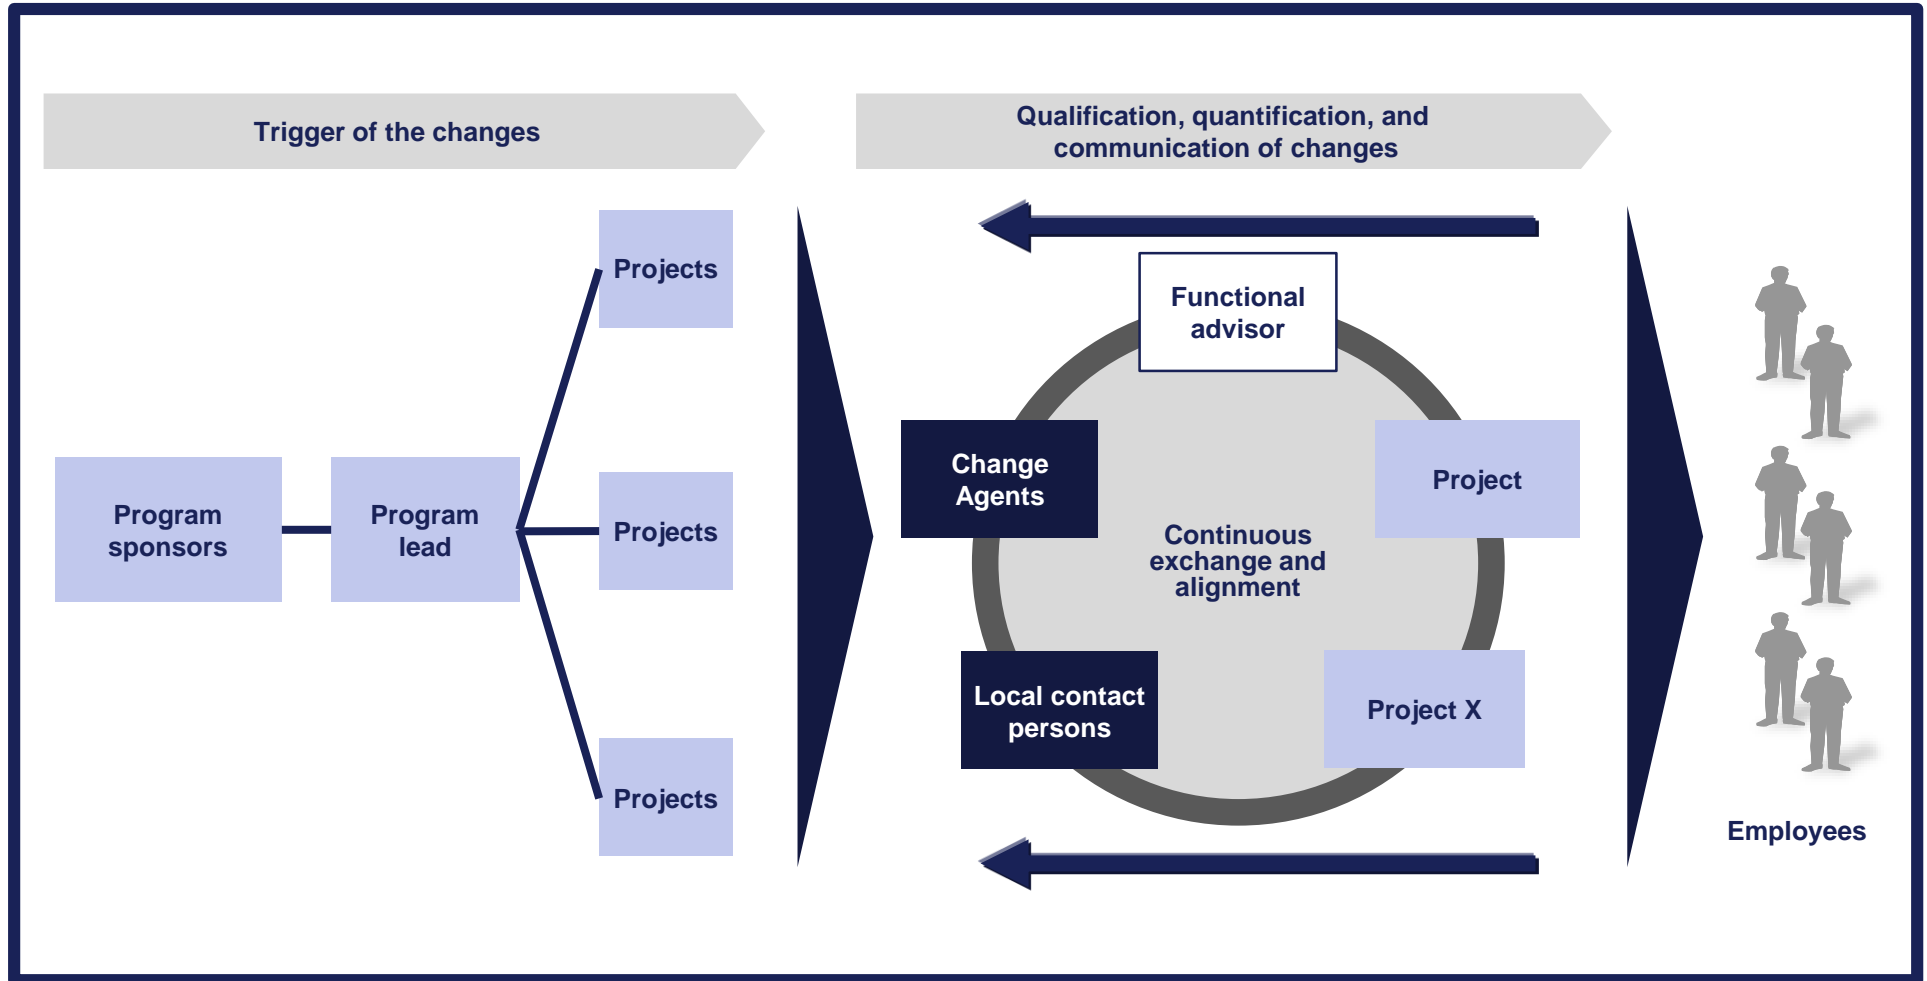 Trigger of the changes
Qualification, quantification, and
communication of changes
Projects
Program
sponsors
Program
lead
Projects
Projects
Functional
advisor
Change
Agents
Project
Continuous
exchange and
alignment
Local contact
persons
Project X
Employees